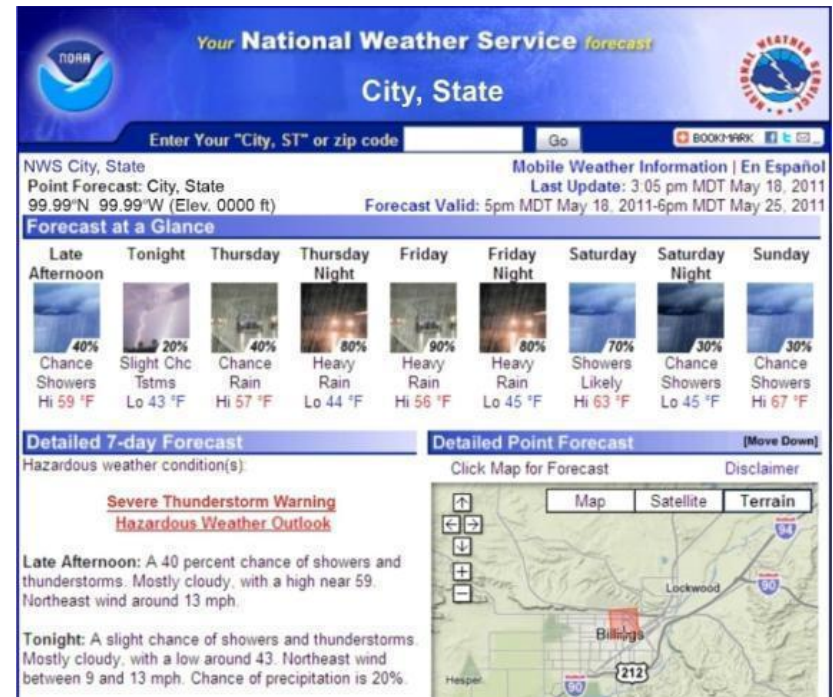 NOAA
Your National Weather Service forecast
NATIONAL WEATHER SERVICE
City, State
Enter Your "City, ST" or zip code Go BOOKMARK
NWS City, State Mobile Weather Information | En Español
Point Forecast: City, State Last Update: 3:05 pm MDT May 18, 2011
99.99°N 99.99°W (Elev. 0000 ft) Forecast Valid: 5pm MDT May 18, 2011-6pm MDT May 25, 2011
Forecast at a Glance
Late Tonight Thursday Thursday Friday Friday Saturday Saturday Sunday
Afternoon Night Night Night
40% 20% 40% 80% 90% 80% 70% 30% 30%
Chance Slight Chc Chance Heavy Heavy Heavy Showers Chance Chance
Showers Tstms Rain Rain Rain Rain Likely Showers Showers
Hi 59 °F Lo 43 °F Hi 57 °F Lo 44 °F Hi 56 °F Lo 45 °F Hi 63 °F Lo 45 °F Hi 67 °F
Detailed 7-day Forecast
Hazardous weather condition(s):
Severe Thunderstorm Warning
Hazardous Weather Outlook
Late Afternoon: A 40 percent chance of showers and
thunderstorms. Mostly cloudy, with a high near 59.
Northeast wind around 13 mph.
Tonight: A slight chance of showers and thunderstorms.
Mostly cloudy, with a low around 43. Northeast wind
between 9 and 13 mph. Chance of precipitation is 20%.
Detailed Point Forecast [Move Down]
Click Map for Forecast Disclaimer
Map Satellite Terrain
94
Lockwood 90
Billings
212
Hesper 90